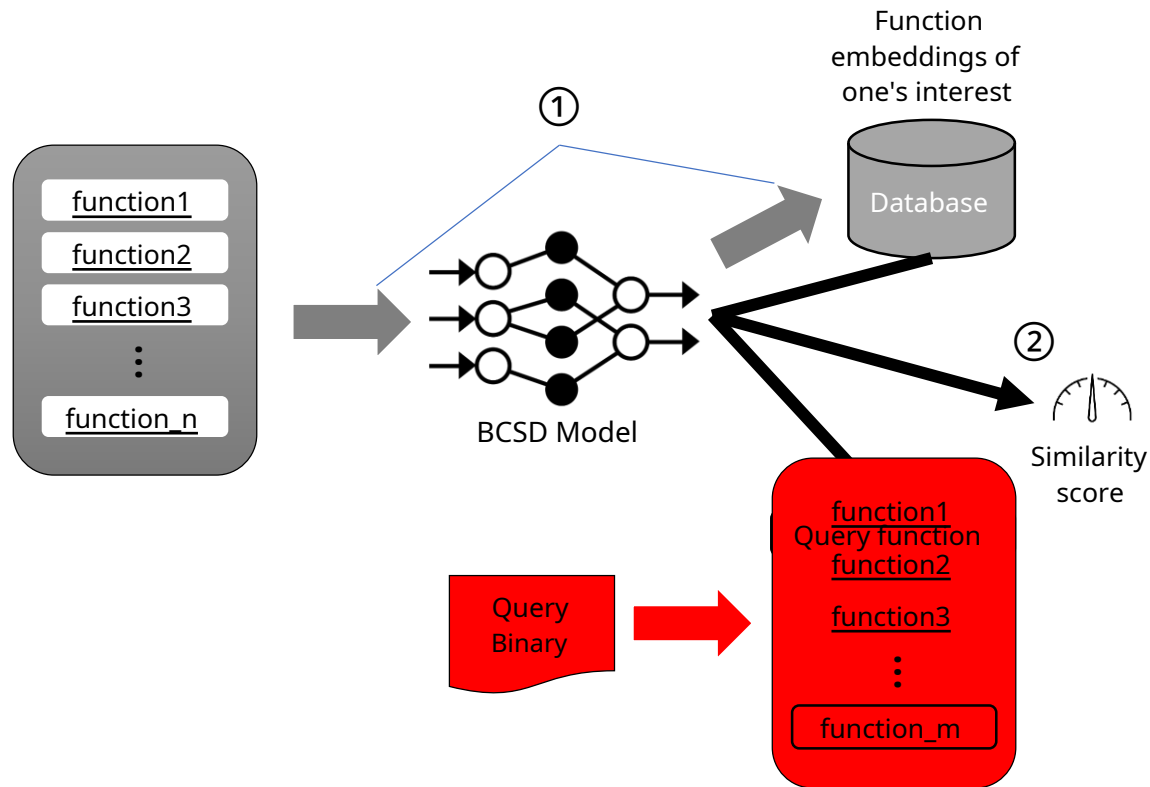 Function
embeddings of
one's interest
①
Database
function1
function2
function3
⋮
function_n
BCSD Model
②
Similarity
score
Query
Binary
function1
Query function
function2
function3
⋮
function_m